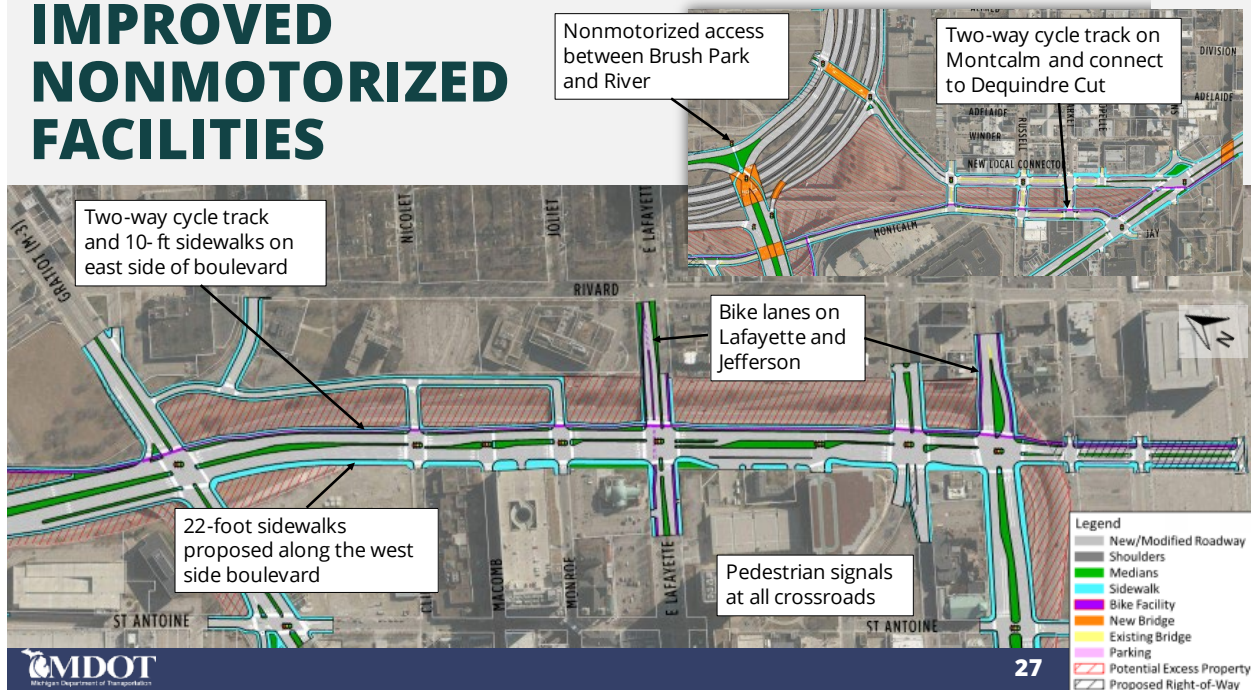 IMPROVED
NONMOTORIZED
FACILITIES
Nonmotorized access
between Brush Park
and River
Two-way cycle track on
Montcalm and connect
to Dequindre Cut
DIVISION
ADELAIDE
ADELAIDE
WINDER
RUSSELL
NEW LOCAL CONNECTOR
MONTCALM
JAY
Two-way cycle track
and 10- ft sidewalks on
east side of boulevard
GRATIOT (M-3)
NICOLET
JOLIET
E LAFAYETTE
RIVARD
Bike lanes on
Lafayette and
Jefferson
N
22-foot sidewalks
proposed along the west
side boulevard
MACOMB
MONROE
E LAFAYETTE
Pedestrian signals
at all crossroads
ST ANTOINE
ST ANTOINE
Legend
New/Modified Roadway
Shoulders
Medians
Sidewalk
Bike Facility
New Bridge
Existing Bridge
Parking
Potential Excess Property
Proposed Right-of-Way
MDOT
Michigan Department of Transportation
27